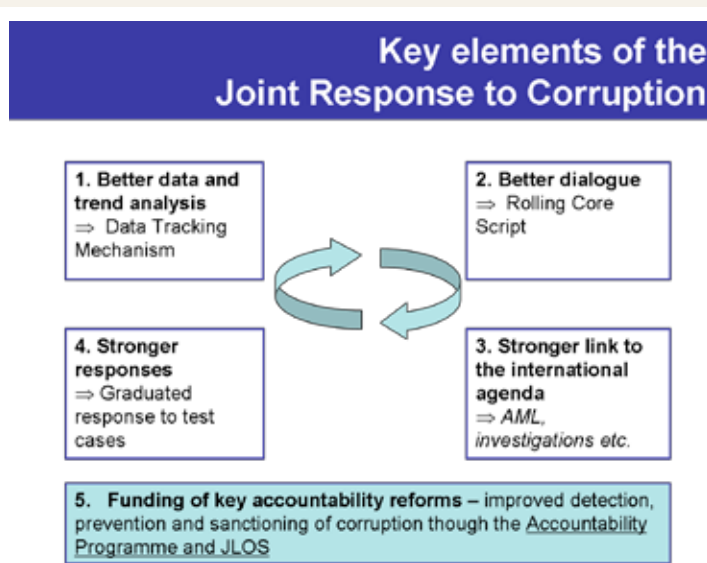 Key elements of the
Joint Response to Corruption
1. Better data and
trend analysis
⇒ Data Tracking
Mechanism
2. Better dialogue
⇒ Rolling Core
Script
4. Stronger
responses
⇒ Graduated
response to test
cases
3. Stronger link to
the international
agenda
⇒ AML,
investigations etc.
5. Funding of key accountability reforms – improved detection,
prevention and sanctioning of corruption though the Accountability
Programme and JLOS